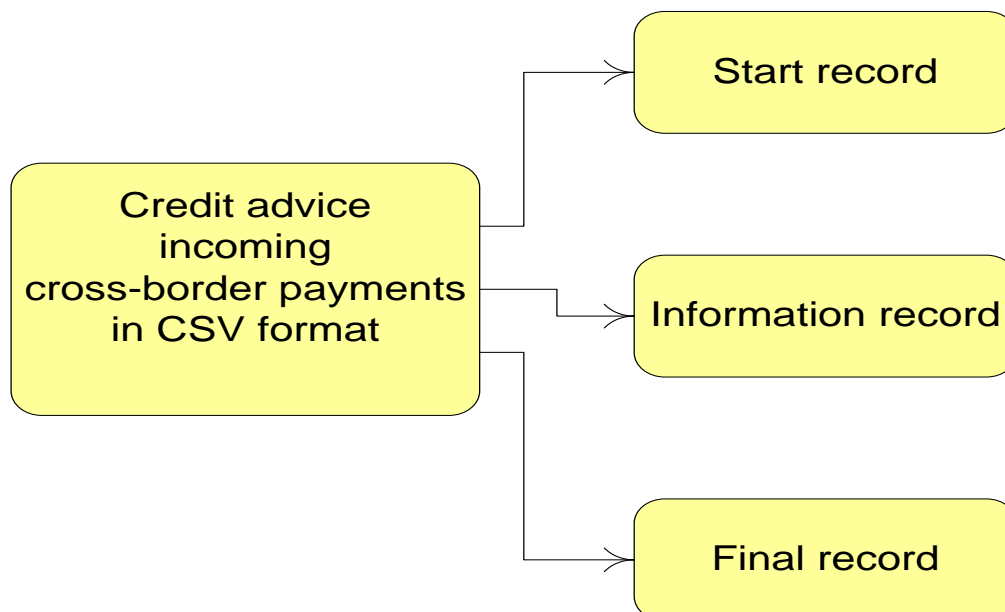 Start record
Credit advice
incoming
cross-border payments
in CSV format
Information record
Final record